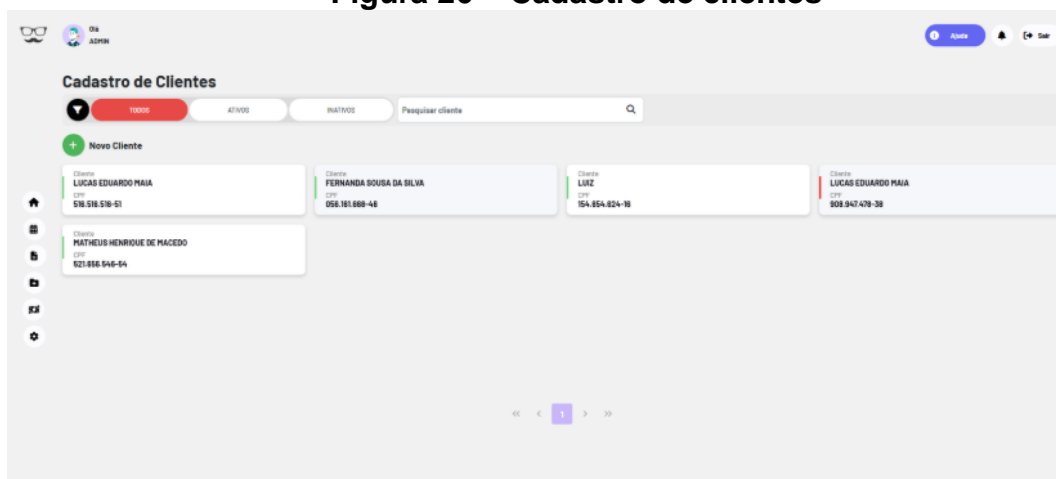 Figura 20 – Cadastro de clientes
Olá
ADMIN
Ajuda
Sair
Cadastro de Clientes
TODOS
ATIVOS
INATIVOS
Pesquisar cliente
Novo Cliente
Cliente
LUCAS EDUARDO MAIA
CPF
516.516.516-51
Cliente
FERNANDA SOUSA DA SILVA
CPF
056.161.668-46
Cliente
LUIZ
CPF
154.654.624-16
Cliente
LUCAS EDUARDO MAIA
CPF
908.947.478-38
Cliente
MATHEUS HENRIQUE DE MACEDO
CPF
521.656.546-54
1